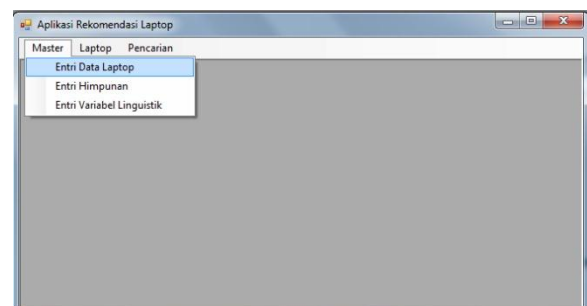 Aplikasi Rekomendasi Laptop
Master Laptop Pencarian
Entri Data Laptop
Entri Himpunan
Entri Variabel Linguistik